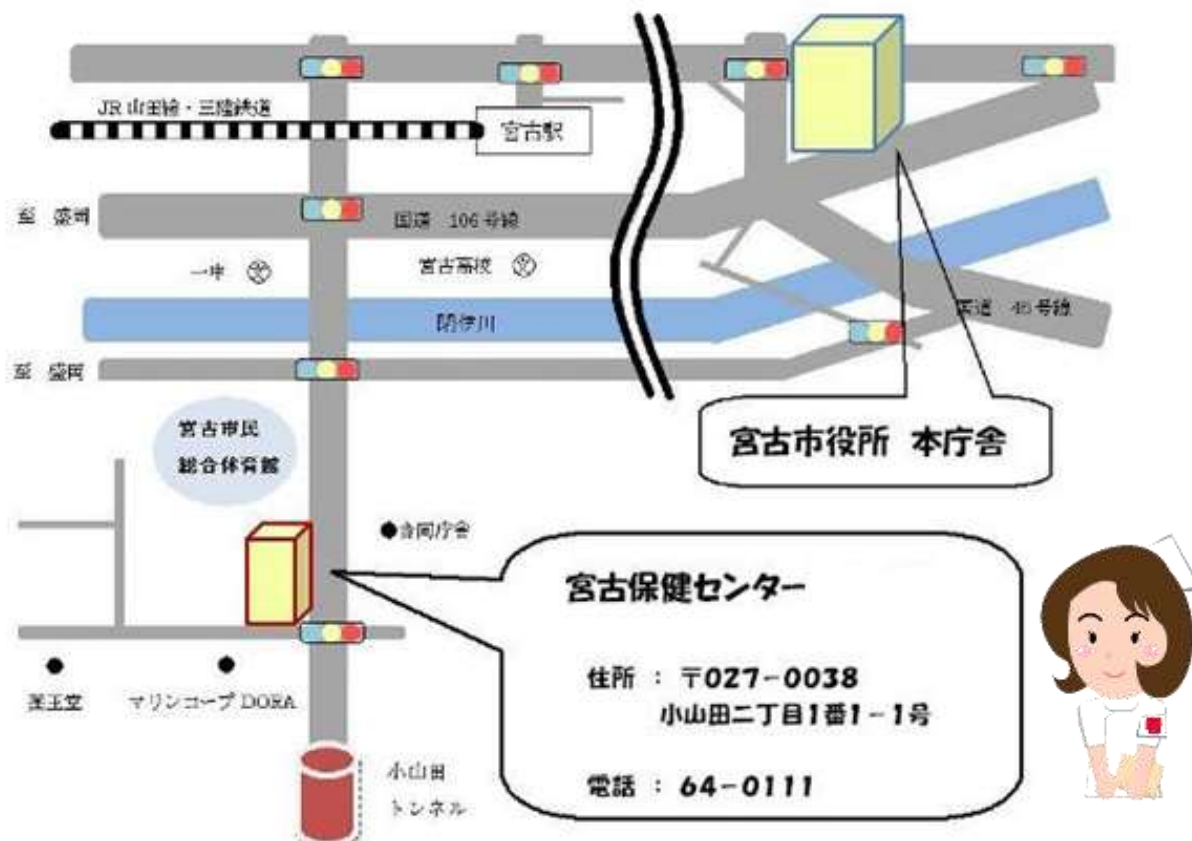 JR 山田線・三陸鉄道
宮古駅
至 盛岡
国道 106 号線
一中
宮古高校
閉伊川
国道 45 号線
至 盛岡
宮古市民
総合体育館
宮古市役所 本庁舎
●合同庁舎
宮古保健センター
住所 : 〒027-0038
小山田二丁目1番1-1号
電話 : 64-0111
薬王堂
マリンコープ DORA
小山田
トンネル